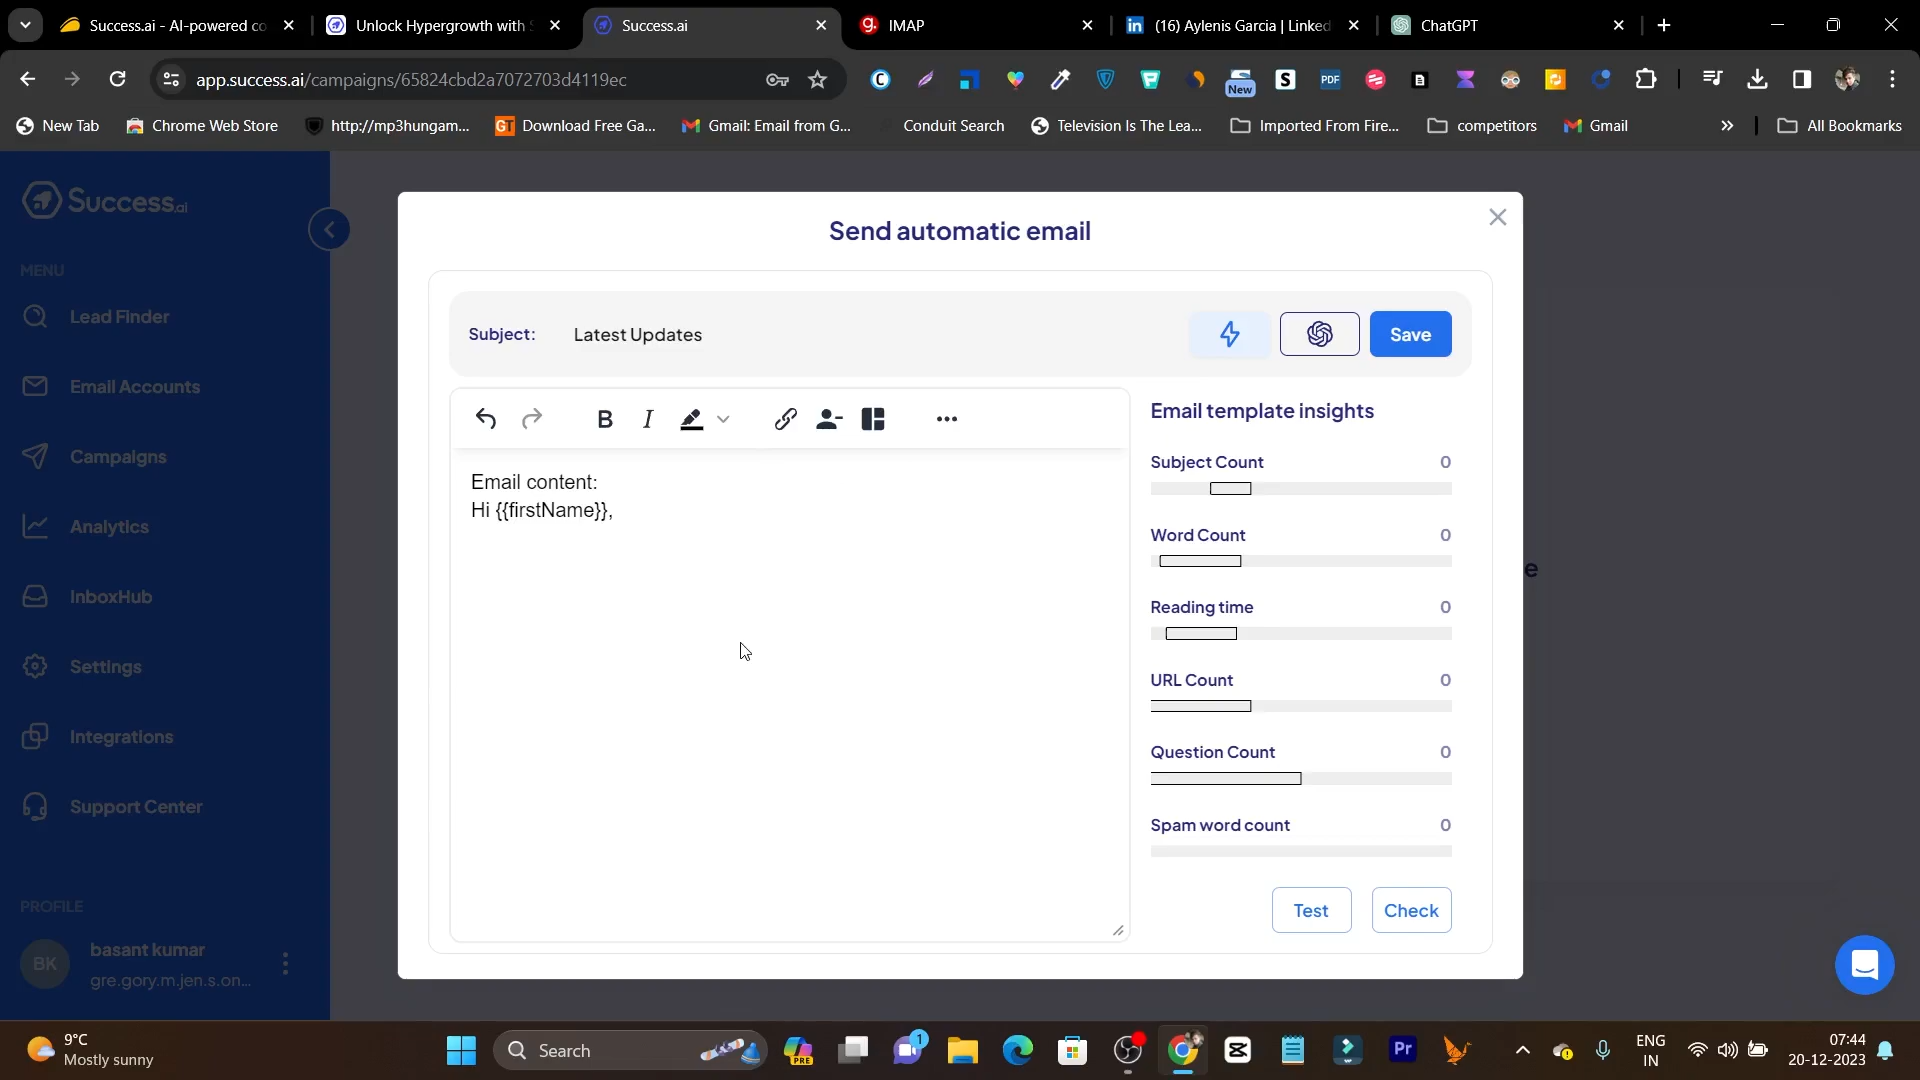 Success.ai - AI-powered co
Unlock Hypergrowth with S
Success.ai
g. IMAP
in (16) Aylenis Garcia | Linked
ChatGPT
app.success.ai/campaigns/65824cbd2a7072703d4119ec
New
S
PDF
New Tab
Chrome Web Store
http://mp3hungam...
GT Download Free Ga...
Gmail: Email from G...
Conduit Search
Television Is The Lea...
Imported From Fire...
competitors
Gmail
All Bookmarks
Success.ai
MENU
Lead Finder
Email Accounts
Campaigns
Analytics
InboxHub
Settings
Integrations
Support Center
PROFILE
BK
basant kumar
gre.gory.m.jen.s.on...
Send automatic email
Subject: Latest Updates
Save
B I
Email content:
Hi {{firstName}},
Email template insights
Subject Count 0
Word Count 0
Reading time 0
URL Count 0
Question Count 0
Spam word count 0
Test
Check
e
9°C
Mostly sunny
Search
PRE
1
Pr
ENG
IN
07:44
20-12-2023